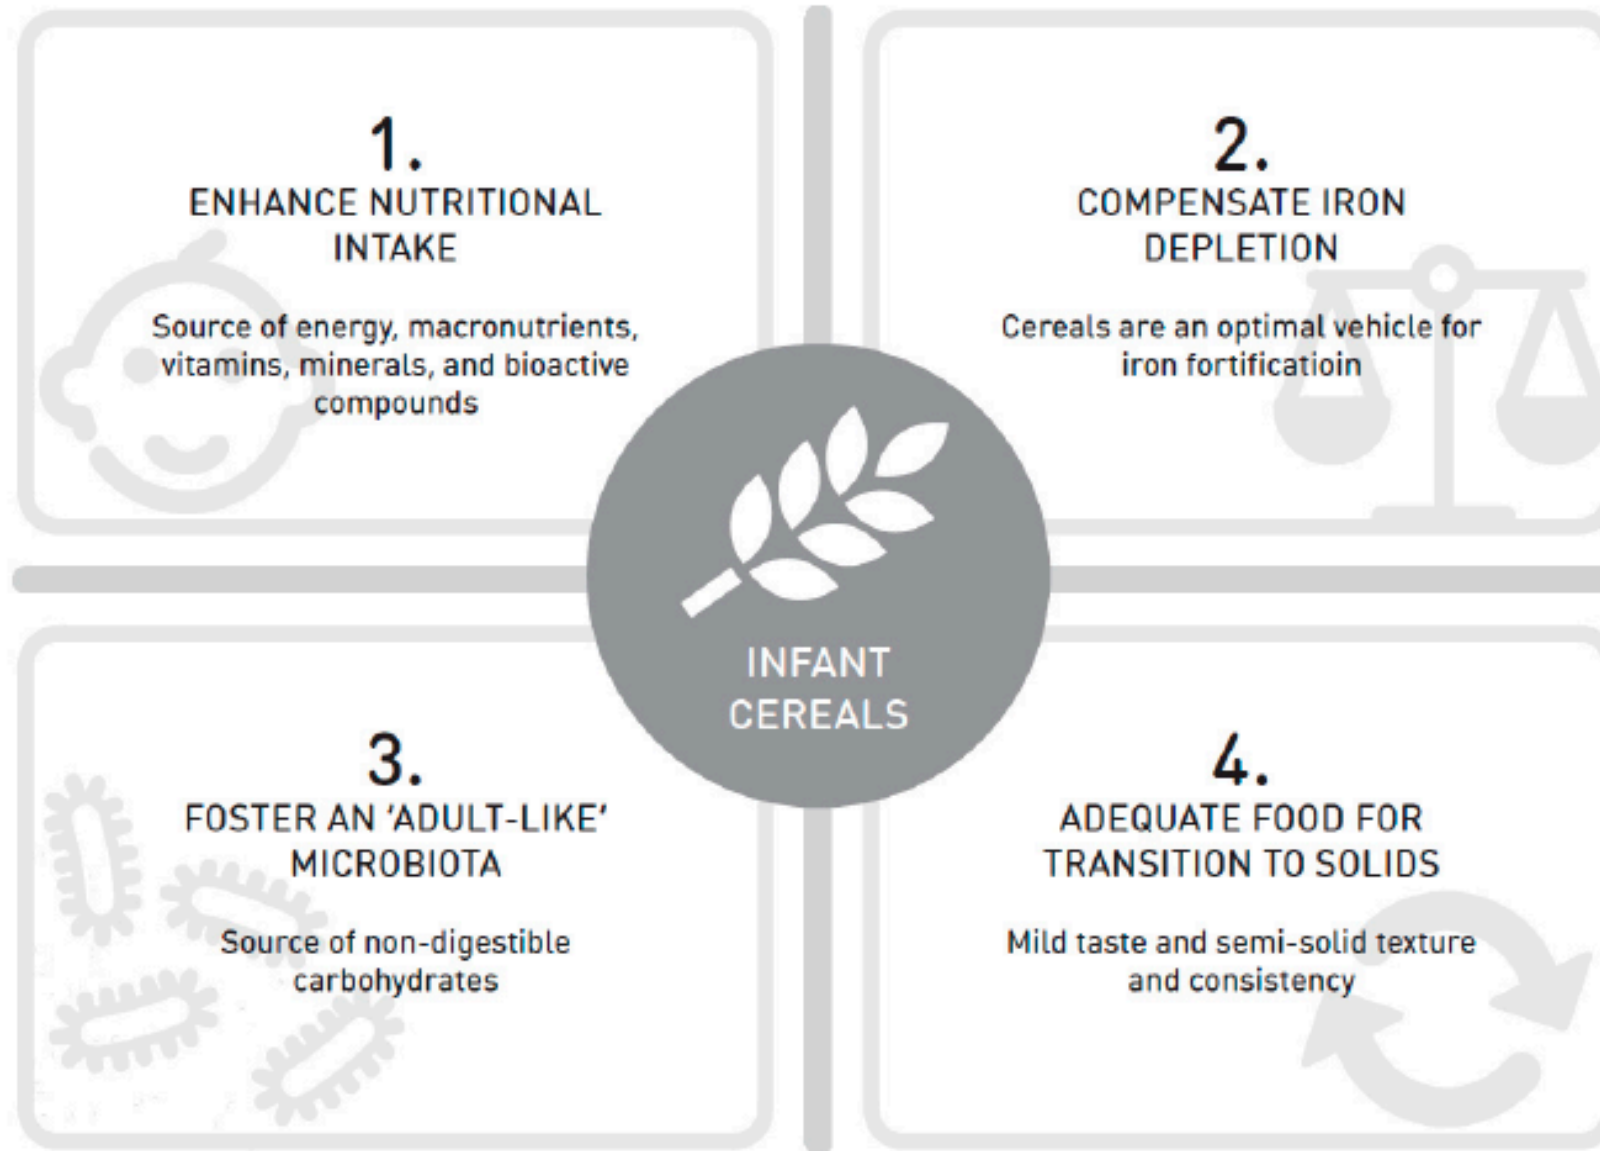 1.
ENHANCE NUTRITIONAL
INTAKE
Source of energy, macronutrients,
vitamins, minerals, and bioactive
compounds
2.
COMPENSATE IRON
DEPLETION
Cereals are an optimal vehicle for
iron fortificatioin
INFANT
CEREALS
3.
FOSTER AN ‘ADULT-LIKE’
MICROBIOTA
Source of non-digestible
carbohydrates
4.
ADEQUATE FOOD FOR
TRANSITION TO SOLIDS
Mild taste and semi-solid texture
and consistency